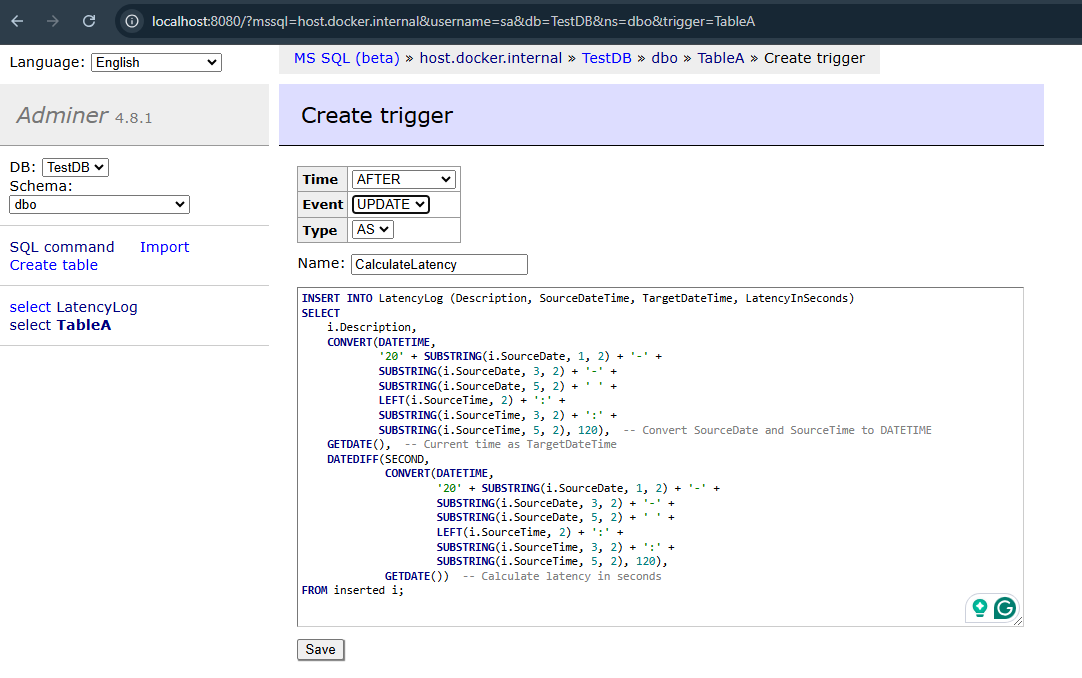 localhost:8080/?mssql=host.docker.internal&username=sa&db=TestDB&ns=dbo&trigger=TableA
Language: English
MS SQL (beta) » host.docker.internal » TestDB » dbo » TableA » Create trigger
Adminer 4.8.1
Create trigger
DB: TestDB
Schema:
dbo
SQL command Import
Create table
select LatencyLog
select TableA
Time AFTER
Event UPDATE
Type AS
Name: CalculateLatency
INSERT INTO LatencyLog (Description, SourceDateTime, TargetDateTime, LatencyInSeconds)
SELECT
    i.Description,
    CONVERT(DATETIME,
            '20' + SUBSTRING(i.SourceDate, 1, 2) + '-' +
            SUBSTRING(i.SourceDate, 3, 2) + '-' +
            SUBSTRING(i.SourceDate, 5, 2) + ' ' +
            LEFT(i.SourceTime, 2) + ':' +
            SUBSTRING(i.SourceTime, 3, 2) + ':' +
            SUBSTRING(i.SourceTime, 5, 2), 120),  -- Convert SourceDate and SourceTime to DATETIME
    GETDATE(),  -- Current time as TargetDateTime
    DATEDIFF(SECOND,
             CONVERT(DATETIME,
                     '20' + SUBSTRING(i.SourceDate, 1, 2) + '-' +
                     SUBSTRING(i.SourceDate, 3, 2) + '-' +
                     SUBSTRING(i.SourceDate, 5, 2) + ' ' +
                     LEFT(i.SourceTime, 2) + ':' +
                     SUBSTRING(i.SourceTime, 3, 2) + ':' +
                     SUBSTRING(i.SourceTime, 5, 2), 120),
             GETDATE())  -- Calculate latency in seconds
FROM inserted i;
Save